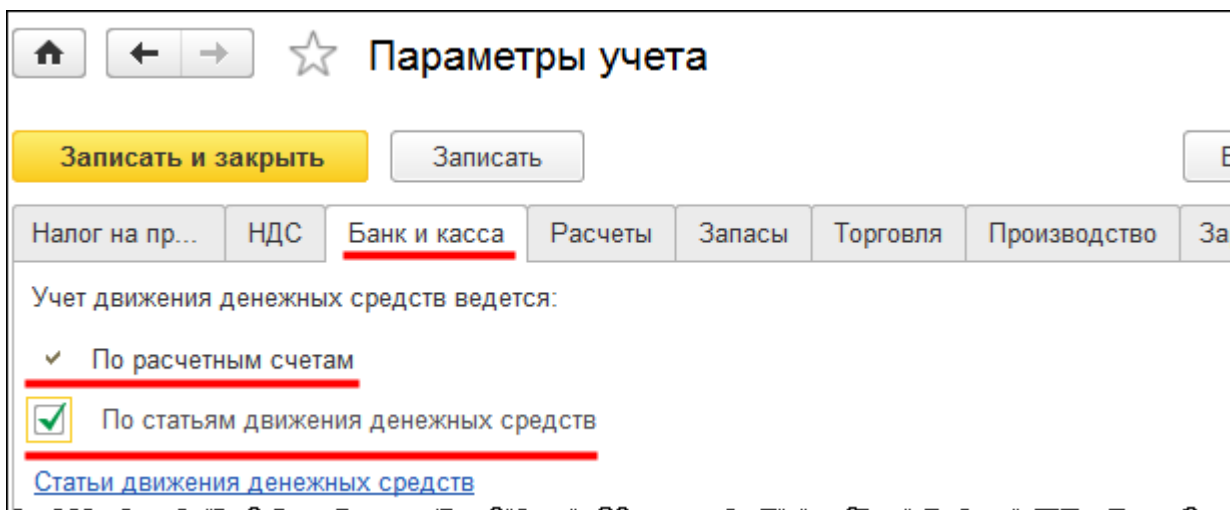 Параметры учета
Записать и закрыть Записать
Налог на пр... НДС Банк и касса Расчеты Запасы Торговля Производство За
Учет движения денежных средств ведется:
По расчетным счетам
По статьям движения денежных средств
Статьи движения денежных средств